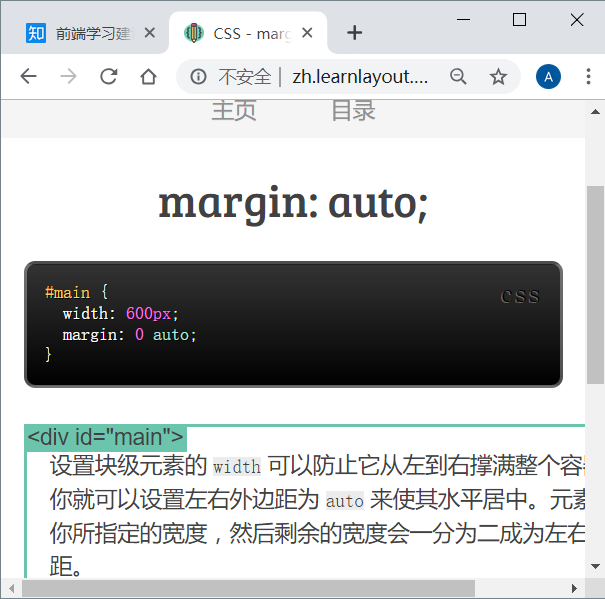 知 前端学习建
CSS - marg
不安全 | zh.learnlayout.... A
主页 目录
margin: auto;
CSS
#main {
width: 600px;
margin: 0 auto;
}
<div id="main">
设置块级元素的 width 可以防止它从左到右撑满整个容
你就可以设置左右外边距为 auto 来使其水平居中。元素
你所指定的宽度，然后剩余的宽度会一分为二成为左右
距。